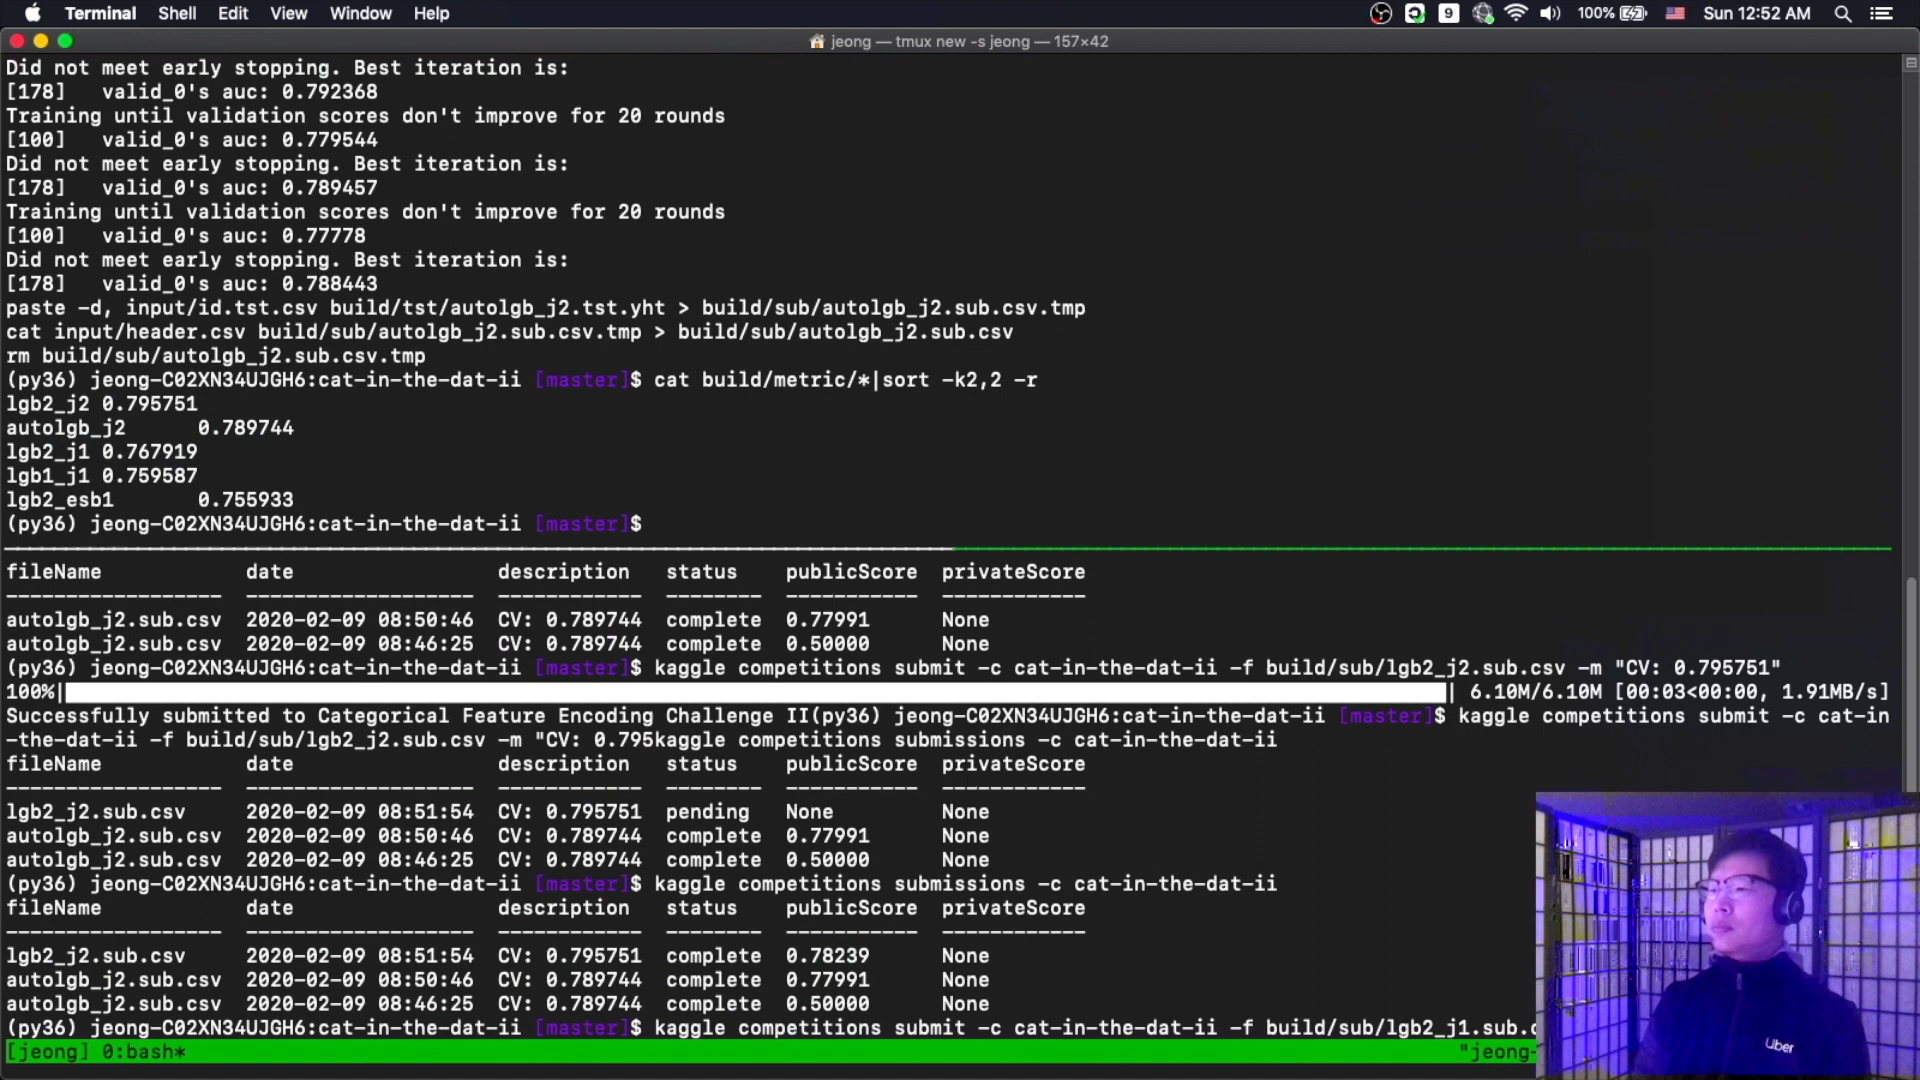 Terminal Shell Edit View Window Help 9 100% Sun 12:52 AM
jeong — tmux new -s jeong — 157×42
Did not meet early stopping. Best iteration is:
[178] valid_0's auc: 0.792368
Training until validation scores don't improve for 20 rounds
[100] valid_0's auc: 0.779544
Did not meet early stopping. Best iteration is:
[178] valid_0's auc: 0.789457
Training until validation scores don't improve for 20 rounds
[100] valid_0's auc: 0.77778
Did not meet early stopping. Best iteration is:
[178] valid_0's auc: 0.788443
paste -d, input/id.tst.csv build/tst/autolgb_j2.tst.yht > build/sub/autolgb_j2.sub.csv.tmp
cat input/header.csv build/sub/autolgb_j2.sub.csv.tmp > build/sub/autolgb_j2.sub.csv
rm build/sub/autolgb_j2.sub.csv.tmp
(py36) jeong-C02XN34UJGH6:cat-in-the-dat-ii [master]$ cat build/metric/*|sort -k2,2 -r
lgb2_j2 0.795751
autolgb_j2 0.789744
lgb2_j1 0.767919
lgb1_j1 0.759587
lgb2_esb1 0.755933
(py36) jeong-C02XN34UJGH6:cat-in-the-dat-ii [master]$
fileName date description status publicScore privateScore
------------------ ------------------- ------------ -------- ----------- ------------
autolgb_j2.sub.csv 2020-02-09 08:50:46 CV: 0.789744 complete 0.77991 None
autolgb_j2.sub.csv 2020-02-09 08:46:25 CV: 0.789744 complete 0.50000 None
(py36) jeong-C02XN34UJGH6:cat-in-the-dat-ii [master]$ kaggle competitions submit -c cat-in-the-dat-ii -f build/sub/lgb2_j2.sub.csv -m "CV: 0.795751"
100%| | 6.10M/6.10M [00:03<00:00, 1.91MB/s]
Successfully submitted to Categorical Feature Encoding Challenge II(py36) jeong-C02XN34UJGH6:cat-in-the-dat-ii [master]$ kaggle competitions submit -c cat-in
-the-dat-ii -f build/sub/lgb2_j2.sub.csv -m "CV: 0.795kaggle competitions submissions -c cat-in-the-dat-ii
fileName date description status publicScore privateScore
------------------ ------------------- ------------ -------- ----------- ------------
lgb2_j2.sub.csv 2020-02-09 08:51:54 CV: 0.795751 pending None None
autolgb_j2.sub.csv 2020-02-09 08:50:46 CV: 0.789744 complete 0.77991 None
autolgb_j2.sub.csv 2020-02-09 08:46:25 CV: 0.789744 complete 0.50000 None
(py36) jeong-C02XN34UJGH6:cat-in-the-dat-ii [master]$ kaggle competitions submissions -c cat-in-the-dat-ii
fileName date description status publicScore privateScore
------------------ ------------------- ------------ -------- ----------- ------------
lgb2_j2.sub.csv 2020-02-09 08:51:54 CV: 0.795751 complete 0.78239 None
autolgb_j2.sub.csv 2020-02-09 08:50:46 CV: 0.789744 complete 0.77991 None
autolgb_j2.sub.csv 2020-02-09 08:46:25 CV: 0.789744 complete 0.50000 None
(py36) jeong-C02XN34UJGH6:cat-in-the-dat-ii [master]$ kaggle competitions submit -c cat-in-the-dat-ii -f build/sub/lgb2_j1.sub.
[jeong] 0:bash* "jeong-
Uber